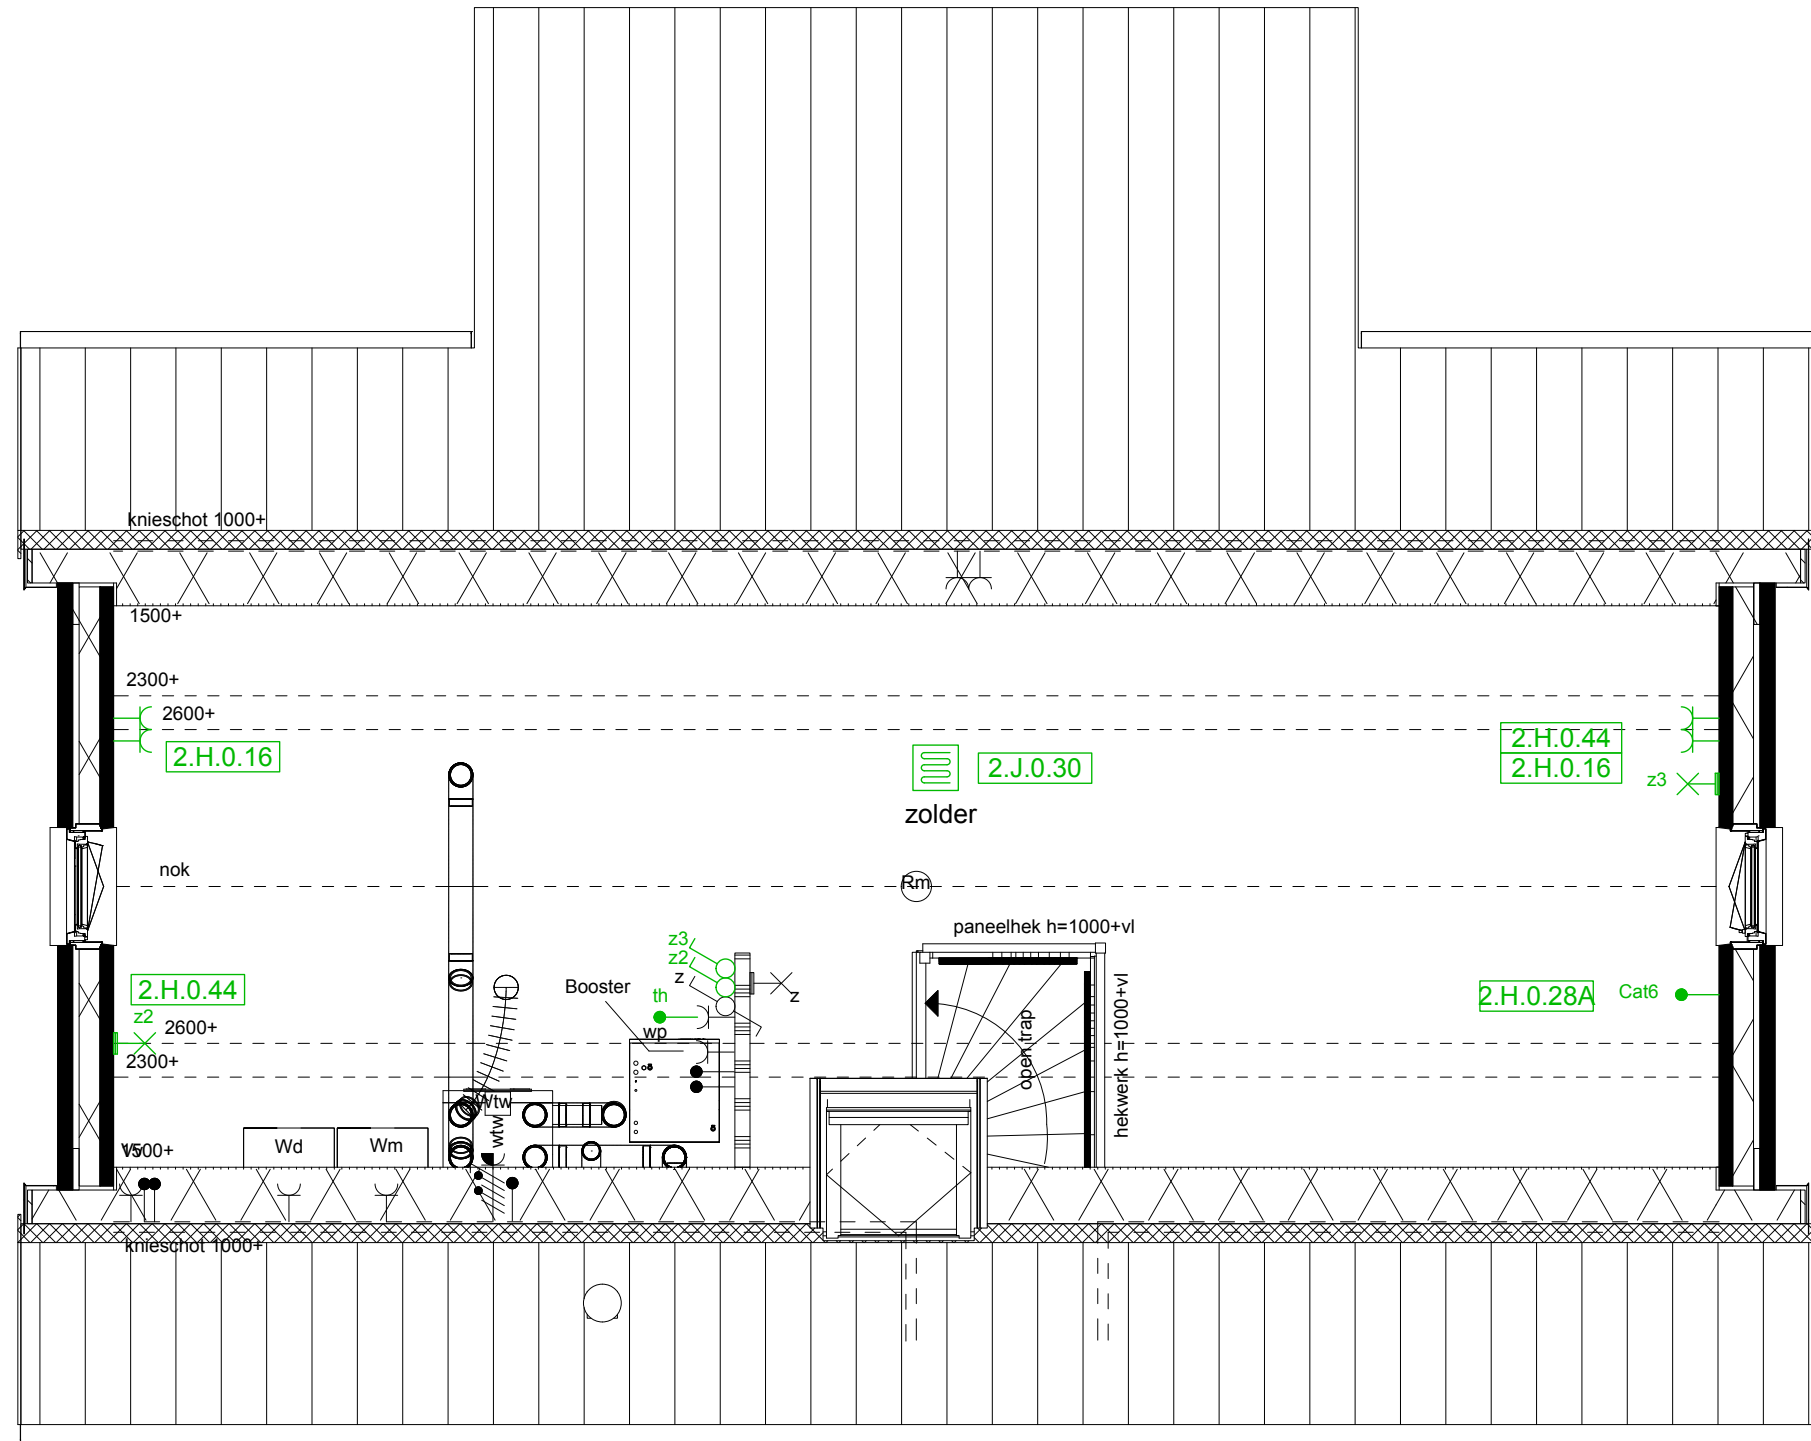 knieschot 1000+
1500+
2300+
2600+
2.H.0.16
2.H.0.44
2.H.0.16
z3
2.J.0.30
zolder
nok
Rm
paneelhek h=1000+vl
z3
z2
z
z
Booster
th
wp
2.H.0.44
z2
2600+
2300+
2.H.0.28A
Cat6
open trap
hekwerk h=1000+vl
Wtw
wtw
Wd
Wm
1500+
knieschot 1000+